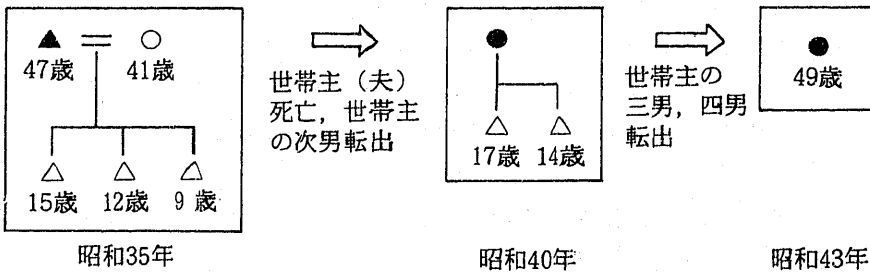 47歳 41歳
15歳 12歳 9歳
昭和35年
世帯主（夫）
死亡，世帯主
の次男転出
17歳 14歳
昭和40年
世帯主の
三男，四男
転出
49歳
昭和43年